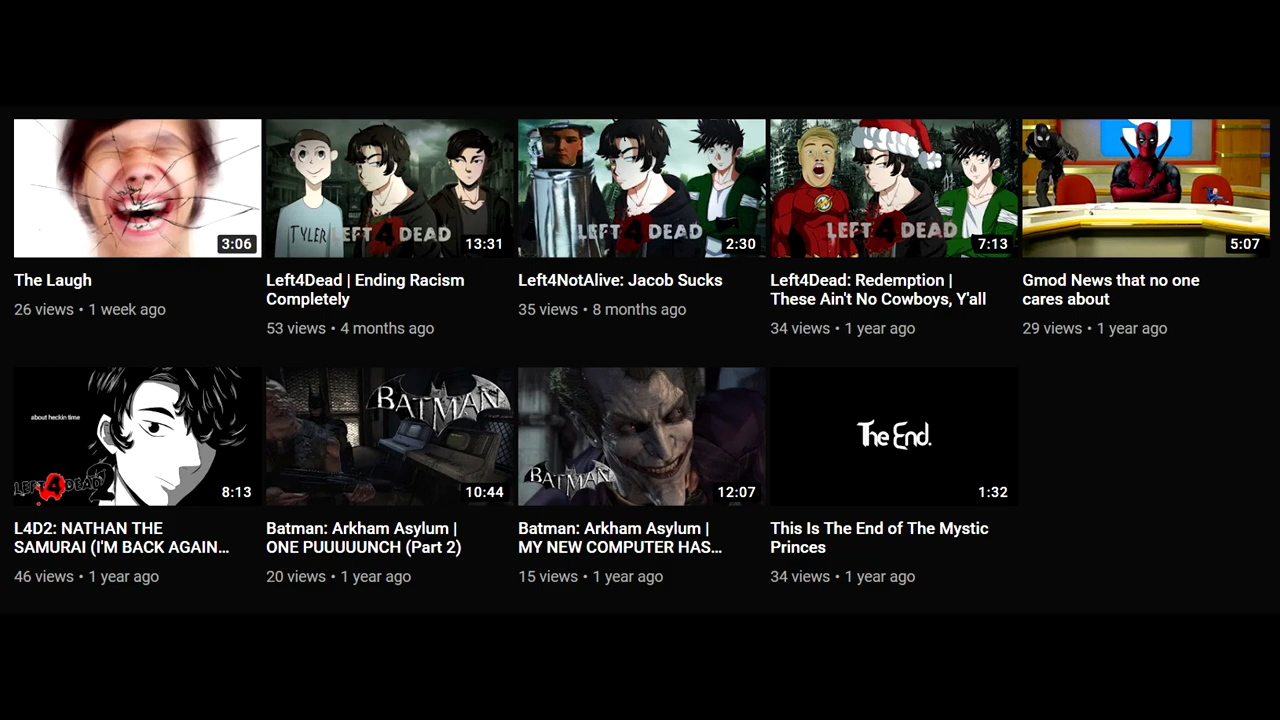 TYLER
LEFT 4 DEAD
LEFT 4 DEAD
LEFT 4 DEAD
3:06
13:31
2:30
7:13
5:07
The Laugh
Left4Dead | Ending Racism
Completely
Left4NotAlive: Jacob Sucks
Left4Dead: Redemption |
These Ain't No Cowboys, Y'all
Gmod News that no one
cares about
26 views • 1 week ago
53 views • 4 months ago
35 views • 8 months ago
34 views • 1 year ago
29 views • 1 year ago
about heckin time
LEFT 4 DEAD 2
BATMAN
BATMAN
The End.
8:13
10:44
12:07
1:32
L4D2: NATHAN THE
SAMURAI (I'M BACK AGAIN...
Batman: Arkham Asylum |
ONE PUUUUUNCH (Part 2)
Batman: Arkham Asylum |
MY NEW COMPUTER HAS...
This Is The End of The Mystic
Princes
46 views • 1 year ago
20 views • 1 year ago
15 views • 1 year ago
34 views • 1 year ago